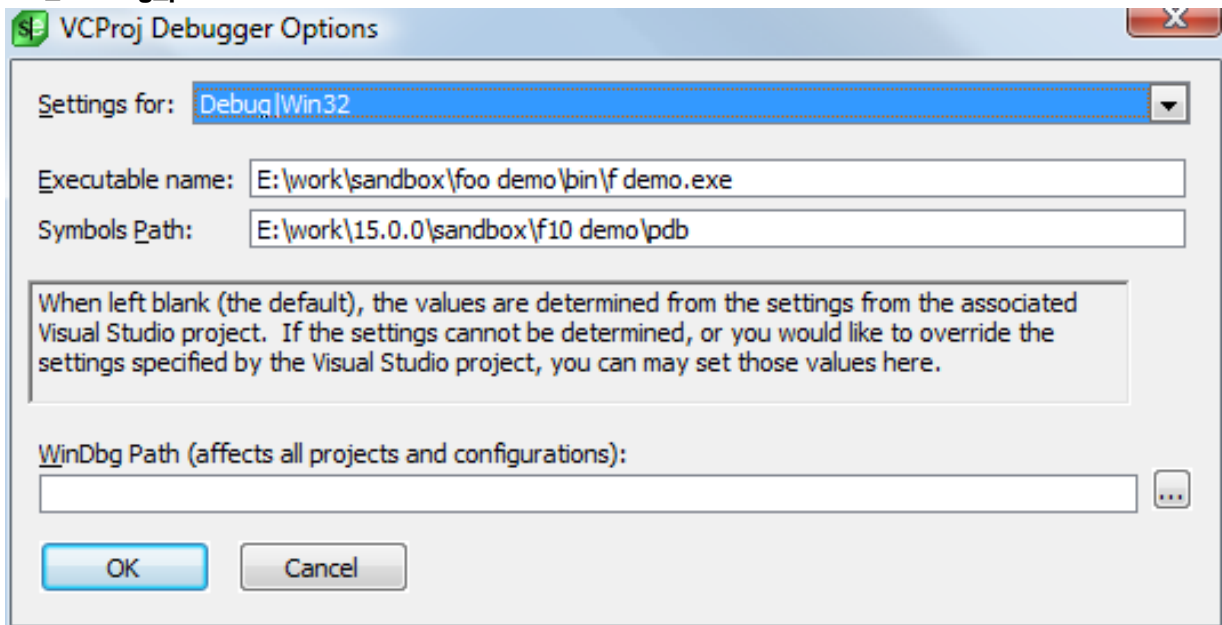 VCProj Debugger Options
Settings for: Debug|Win32
Executable name: E:\work\sandbox\foo demo\bin\f demo.exe
Symbols Path: E:\work\15.0.0\sandbox\f10 demo\pdb
When left blank (the default), the values are determined from the settings from the associated
Visual Studio project. If the settings cannot be determined, or you would like to override the
settings specified by the Visual Studio project, you can may set those values here.
WinDbg Path (affects all projects and configurations):
...
OK Cancel